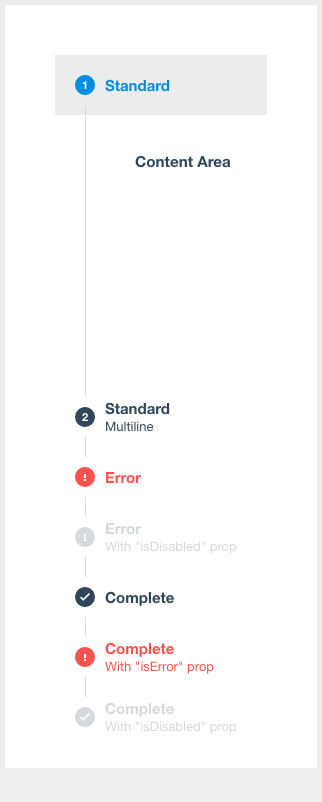 1 Standard
Content Area
2 Standard
Multiline
! Error
! Error
With "isDisabled" prop
Complete
! Complete
With "isError" prop
Complete
With "isDisabled" prop